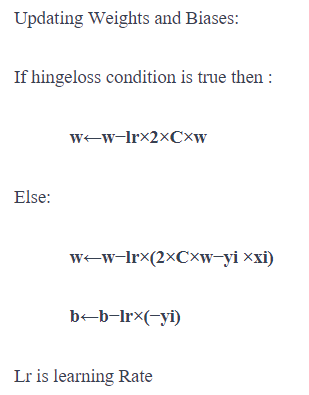 Updating Weights and Biases:
If hingeloss condition is true then :
w←w−lr×2×C×w
Else:
w←w−lr×(2×C×w−yi ×xi)
b←b−lr×(−yi)
Lr is learning Rate